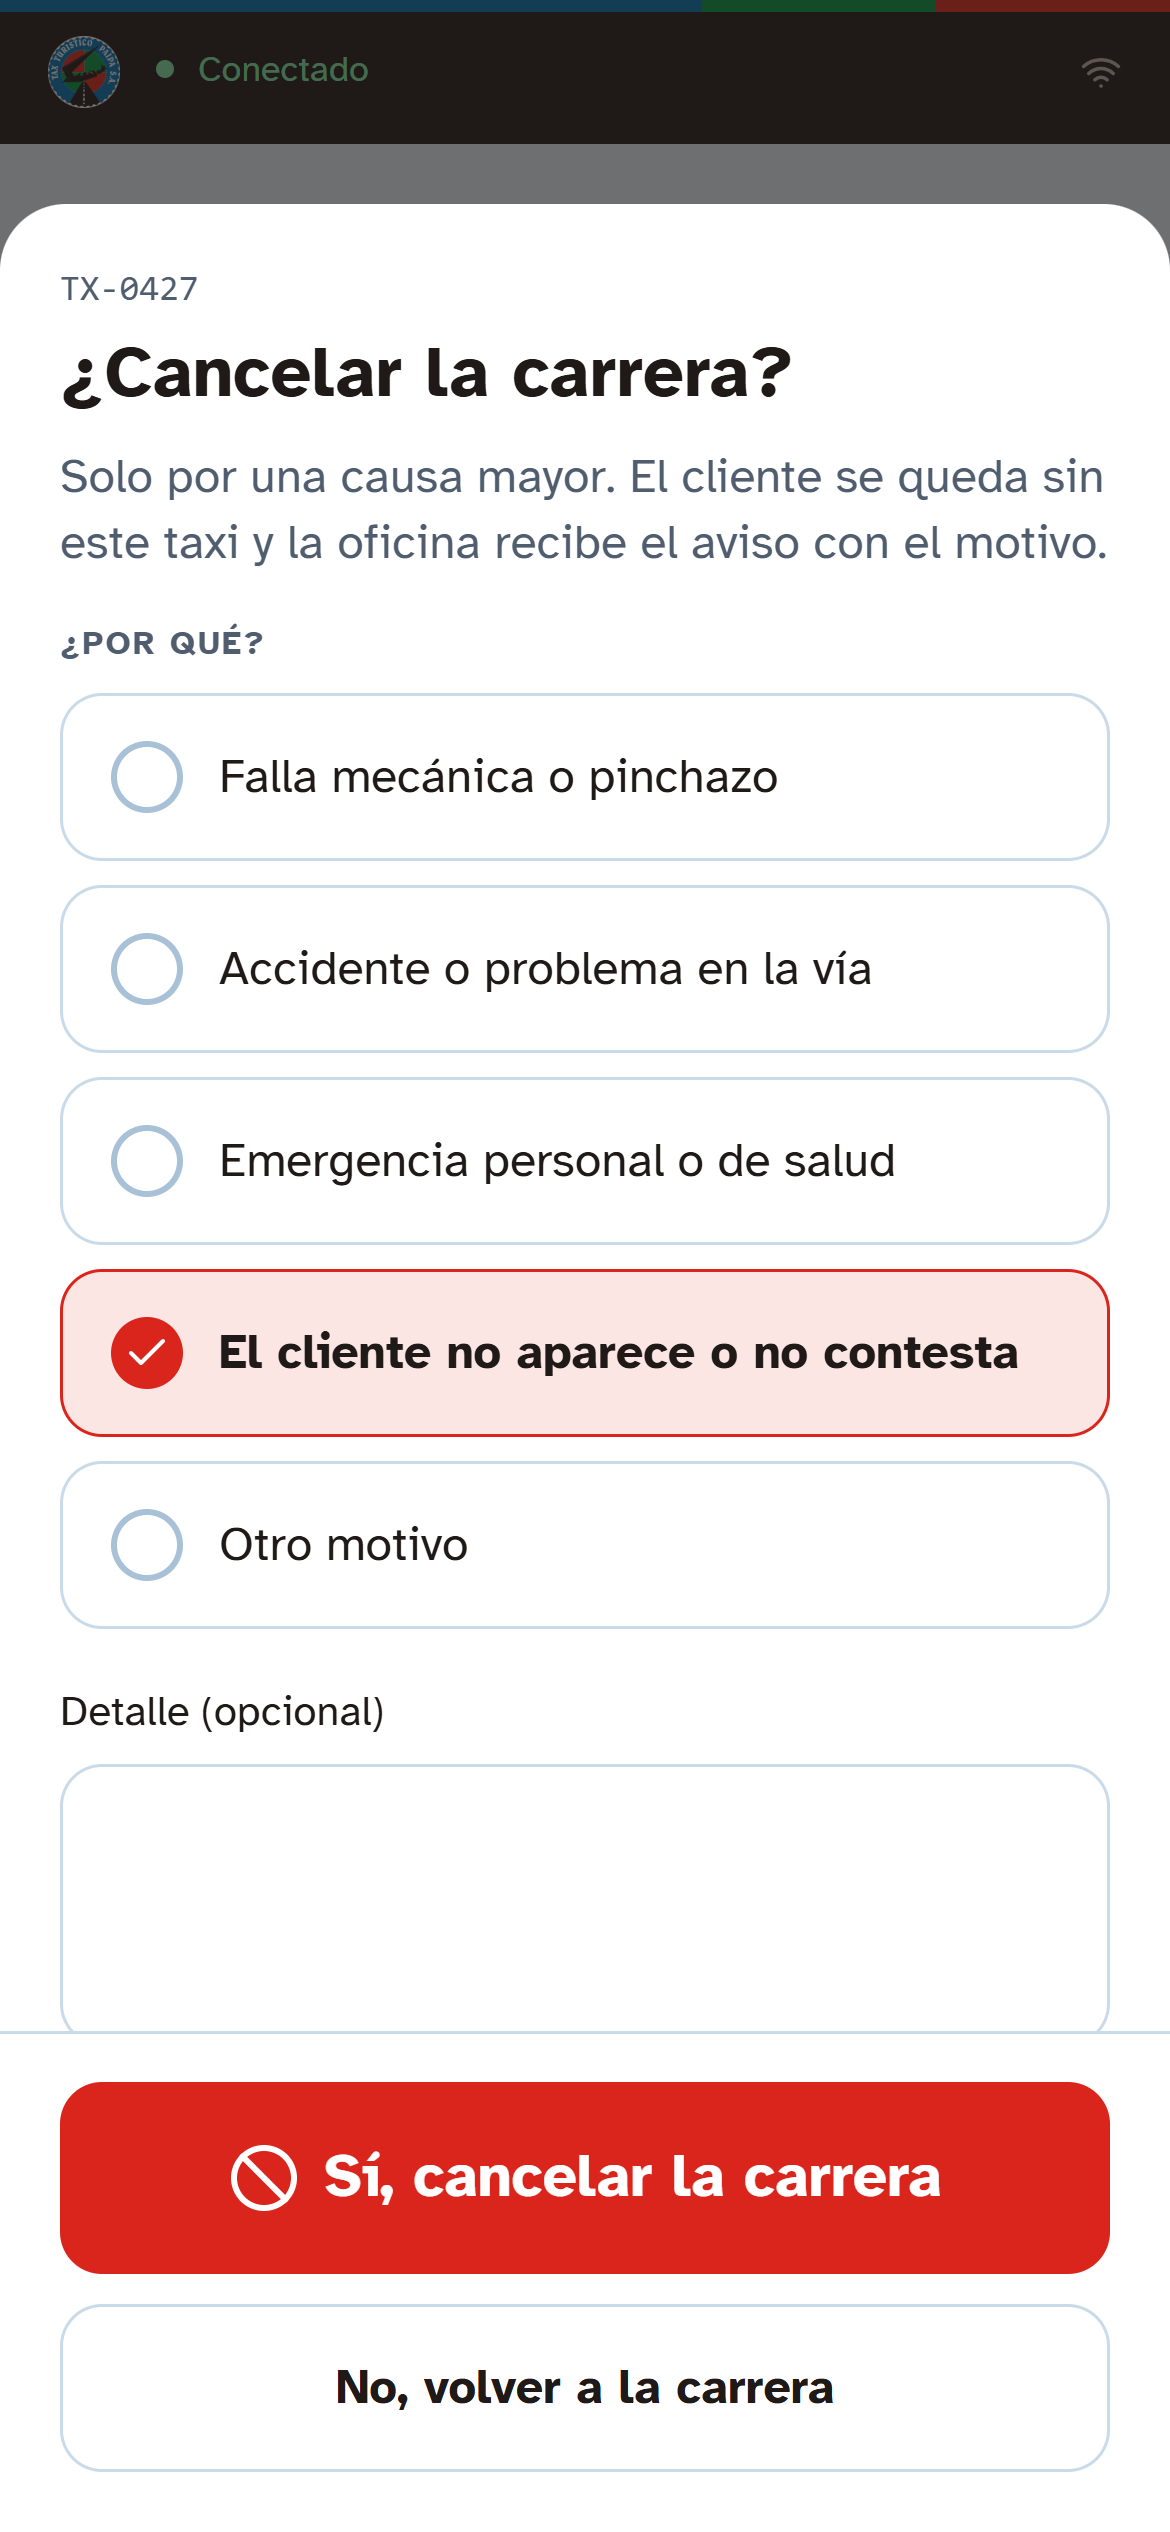 TAX TURISTICO PAIPA S.A
Conectado
TX-0427
¿Cancelar la carrera?
Solo por una causa mayor. El cliente se queda sin
este taxi y la oficina recibe el aviso con el motivo.
¿POR QUÉ?
Falla mecánica o pinchazo
Accidente o problema en la vía
Emergencia personal o de salud
El cliente no aparece o no contesta
Otro motivo
Detalle (opcional)
Sí, cancelar la carrera
No, volver a la carrera